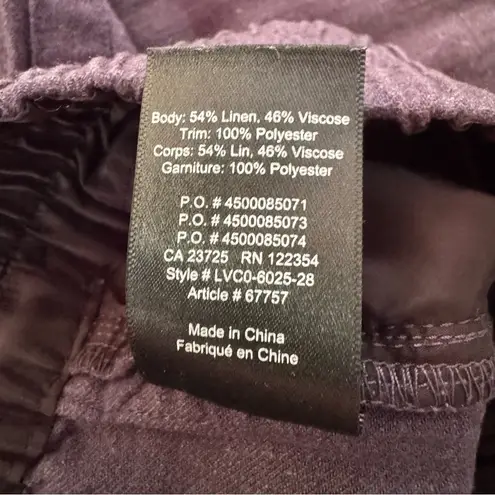 Body: 54% Linen, 46% Viscose
Trim: 100% Polyester
Corps: 54% Lin, 46% Viscose
Garniture: 100% Polyester
P.O. # 4500085071
P.O. # 4500085073
P.O. # 4500085074
CA 23725 RN 122354
Style # LVC0-6025-28
Article # 67757
Made in China
Fabriqué en Chine